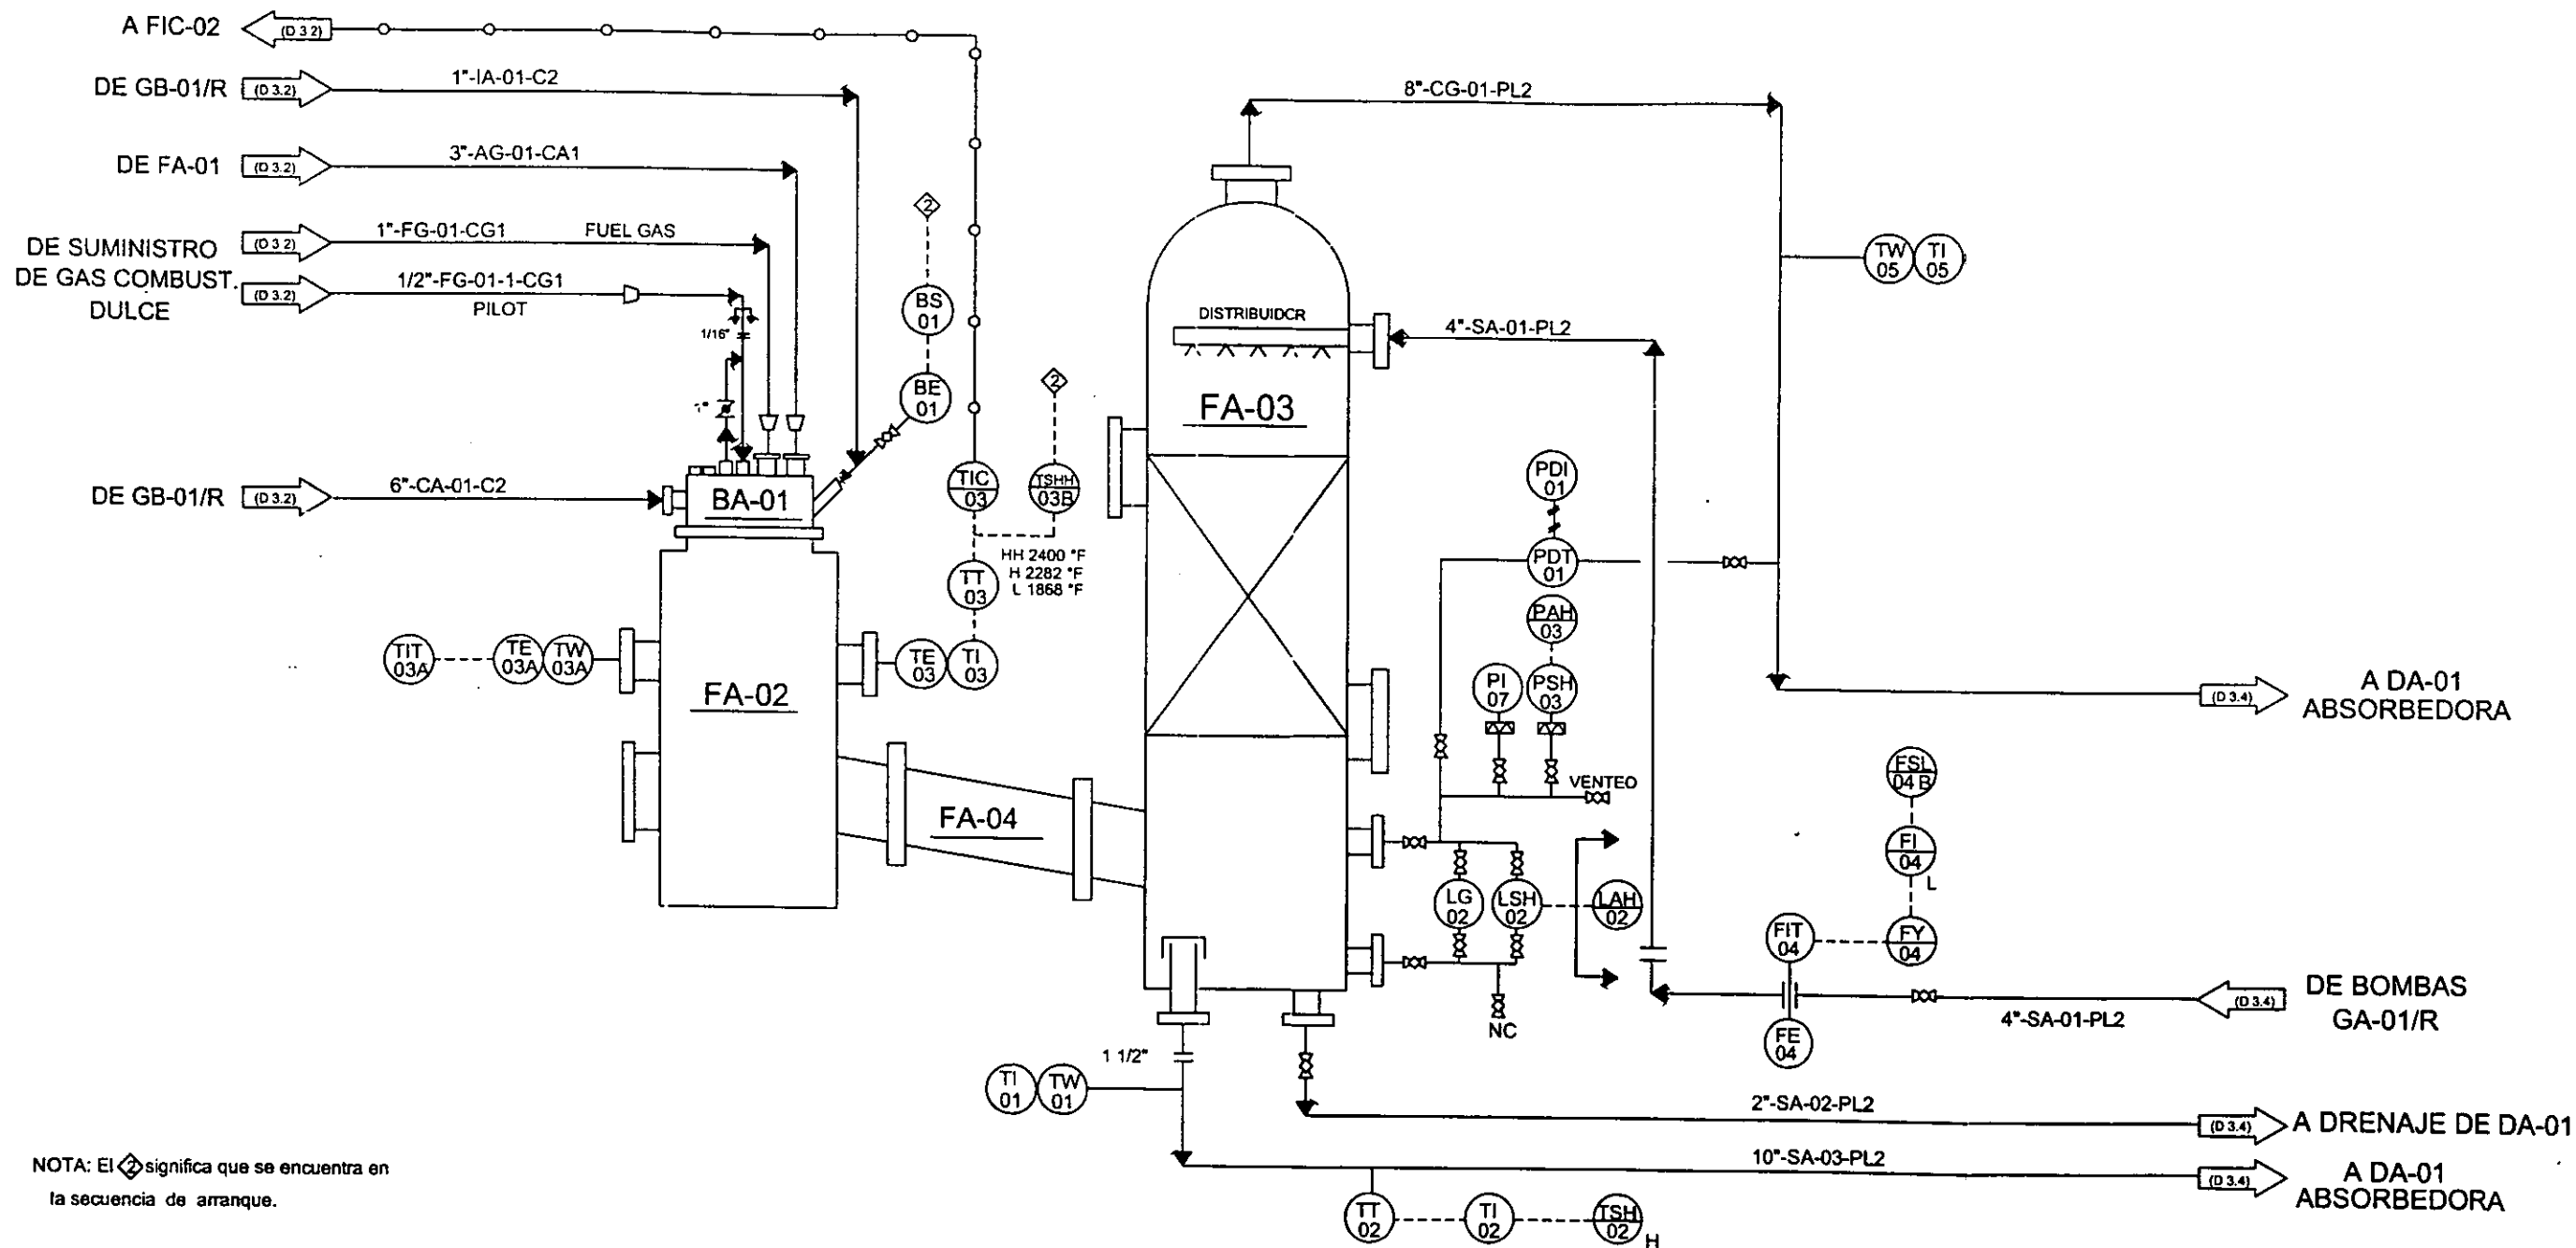 A FIC-02
(D 3.2)
DE GB-01/R
(D 3.2)
1"-IA-01-C2
DE FA-01
(D 3.2)
3"-AG-01-CA1
DE SUMINISTRO
DE GAS COMBUST.
DULCE
(D 3.2)
1"-FG-01-CG1
FUEL GAS
(D 3.2)
1/2"-FG-01-1-CG1
PILOT
1/16"
DE GB-01/R
(D 3.2)
6"-CA-01-C2
BA-01
2
BS
01
BE
01
2
TIC
03
TSHH
03B
HH 2400 °F
H 2282 °F
L 1868 °F
TT
03
TIT
03A
TE
03A
TW
03A
TE
03
TI
03
FA-02
FA-04
8"-CG-01-PL2
DISTRIBUIDCR
4"-SA-01-PL2
FA-03
TW
05
TI
05
PDI
01
PDT
01
PAH
03
PI
07
PSH
03
VENTEO
A DA-01
ABSORBEDORA
(D 3.4)
FSL
04 B
FI
04
L
LG
02
LSH
02
LAH
02
FIT
04
FY
04
FE
04
NC
4"-SA-01-PL2
(D 3.4)
DE BOMBAS
GA-01/R
1 1/2"
TI
01
TW
01
2"-SA-02-PL2
(D 3.4)
A DRENAJE DE DA-01
10"-SA-03-PL2
(D 3.4)
A DA-01
ABSORBEDORA
TT
02
TI
02
TSH
02
H
NOTA: El 2 significa que se encuentra en
la secuencia de arranque.